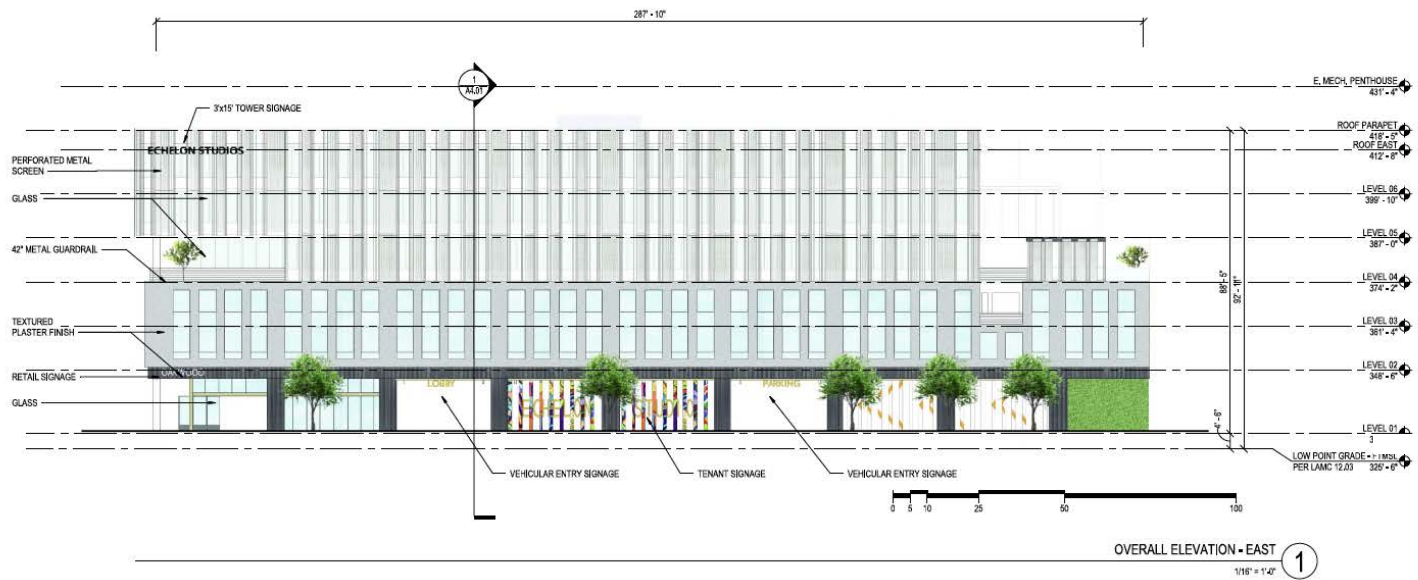 287' - 10"
1
A4.01
E. MECH. PENTHOUSE
431' - 4"
3'x15' TOWER SIGNAGE
ROOF PARAPET
418' - 5"
ECHELON STUDIOS
ROOF EAST
412' - 8"
PERFORATED METAL
SCREEN
LEVEL 06
399' - 10"
GLASS
LEVEL 05
387' - 0"
42" METAL GUARDRAIL
LEVEL 04
374' - 2"
88' - 5"
92' - 11"
TEXTURED
PLASTER FINISH
LEVEL 03
361' - 4"
RETAIL SIGNAGE
OAKWOOD
LEVEL 02
348' - 6"
LOBBY
PARKING
GLASS
ECHELON STUDIO
4' - 6"
LEVEL 01
3
VEHICULAR ENTRY SIGNAGE
TENANT SIGNAGE
VEHICULAR ENTRY SIGNAGE
LOW POINT GRADE - FTMSL
PER LAMC 12.03
325' - 6"
0 5 10 25 50 100
OVERALL ELEVATION - EAST
1
1/16" = 1'-0"